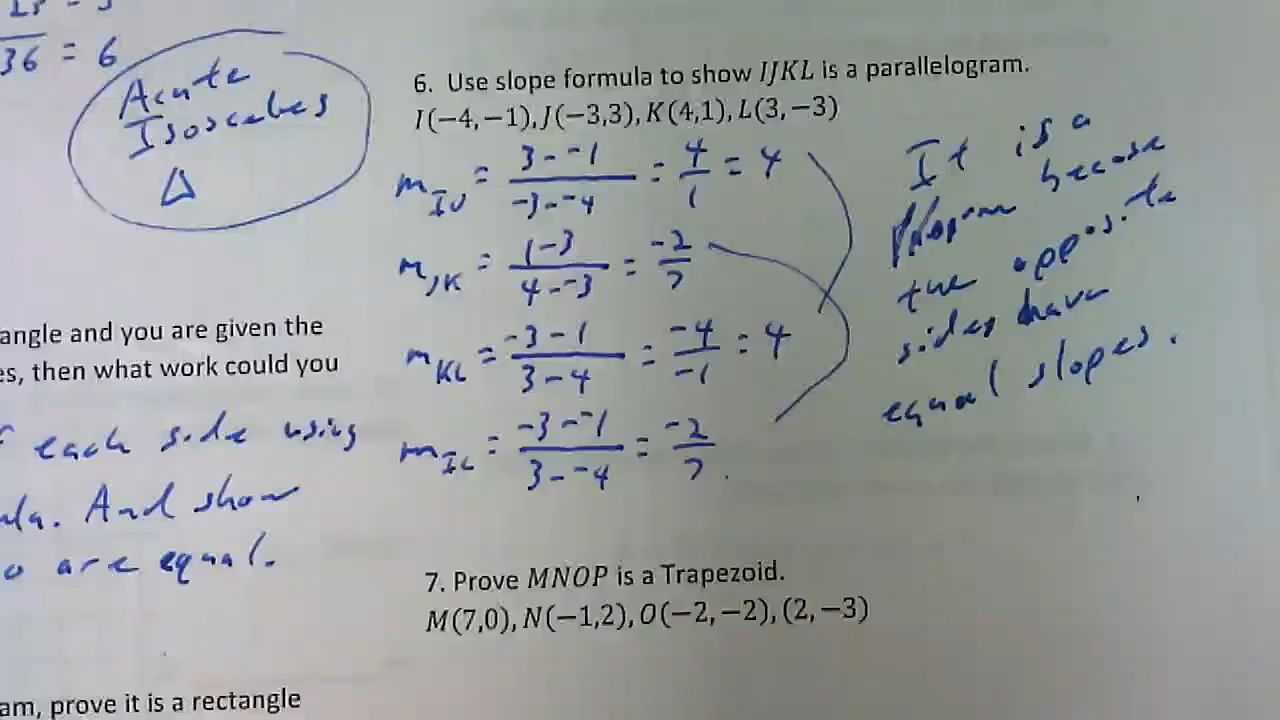 36 = 6
Acute
Isosceles
△
angle and you are given the
es, then what work could you
f each side using
ula. And show
o are equal.
am, prove it is a rectangle
6. Use slope formula to show IJKL is a parallelogram.
I(−4,−1), J(−3,3), K(4,1), L(3,−3)
m_IJ = (3--1)/(-3--4) = 4/1 = 4
m_JK = (1-3)/(4--3) = -2/7
m_KL = (-3-1)/(3-4) = -4/-1 = 4
m_IL = (-3--1)/(3--4) = -2/7
It is a
because
the opposite
sides have
equal slopes.
7. Prove MNOP is a Trapezoid.
M(7,0), N(−1,2), O(−2,−2), (2,−3)